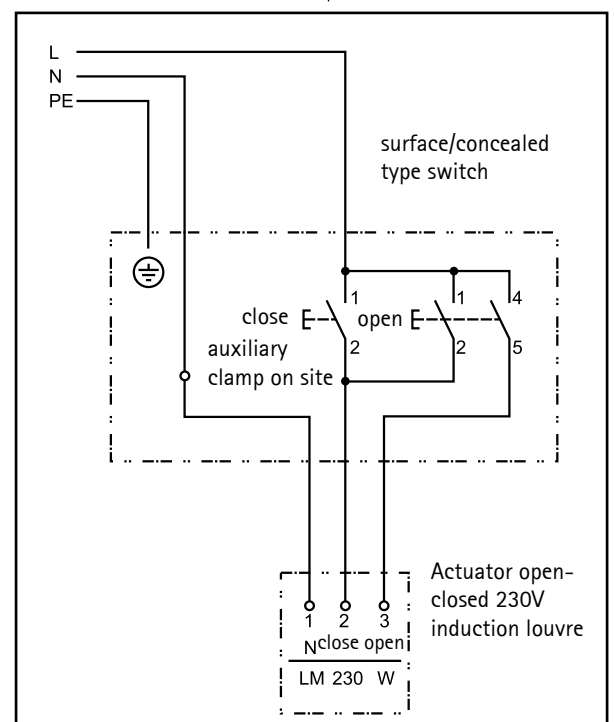 L
N
PE
surface/concealed
type switch
1
1
4
close
open
2
2
5
auxiliary
clamp on site
Actuator open-
closed 230V
induction louvre
1 2 3
N close open
LM 230 W